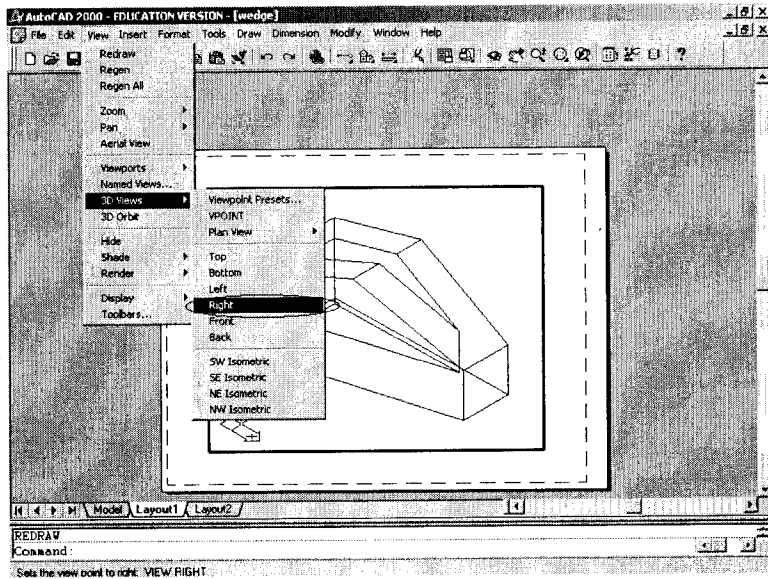 AutoCAD 2000 - EDUCATION VERSION - [wedge]
File Edit View Insert Format Tools Draw Dimension Modify Window Help
Redraw
Regen
Regen All
Zoom
Pan
Aerial View
Viewports
Named Views...
3D Views
3D Orbit
Hide
Shade
Render
Display
Toolbars...
Viewpoint Presets...
VPOINT
Plan View
Top
Bottom
Left
Right
Front
Back
SW Isometric
SE Isometric
NE Isometric
NW Isometric
Model Layout1 Layout2
REDRAW
Command:
Sets the view point to right: VIEW RIGHT